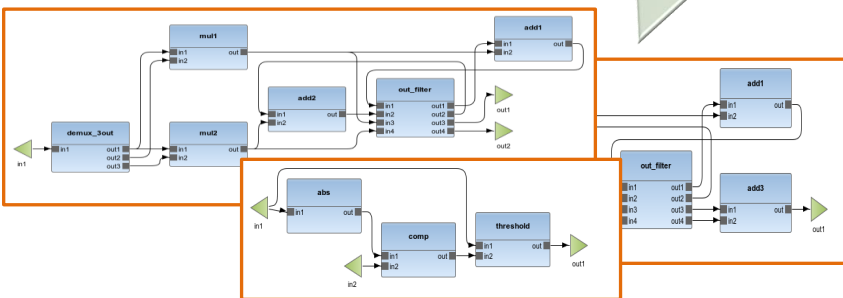 mul1
in1 out
in2
add1
in1 out
in2
add2
in1 out
in2
out_filter
in1 out1
in2 out2
in3 out3
in4 out4
out1
out2
demux_3out
in1 out1
out2
out3
in1
mul2
in1 out
in2
abs
in1 out
in1
comp
in1 out
in2
in2
threshold
in1 out
in2
out1
add1
in1 out
in2
out_filter
in1 out1
in2 out2
in3 out3
in4 out4
add3
in1 out
in2
out1